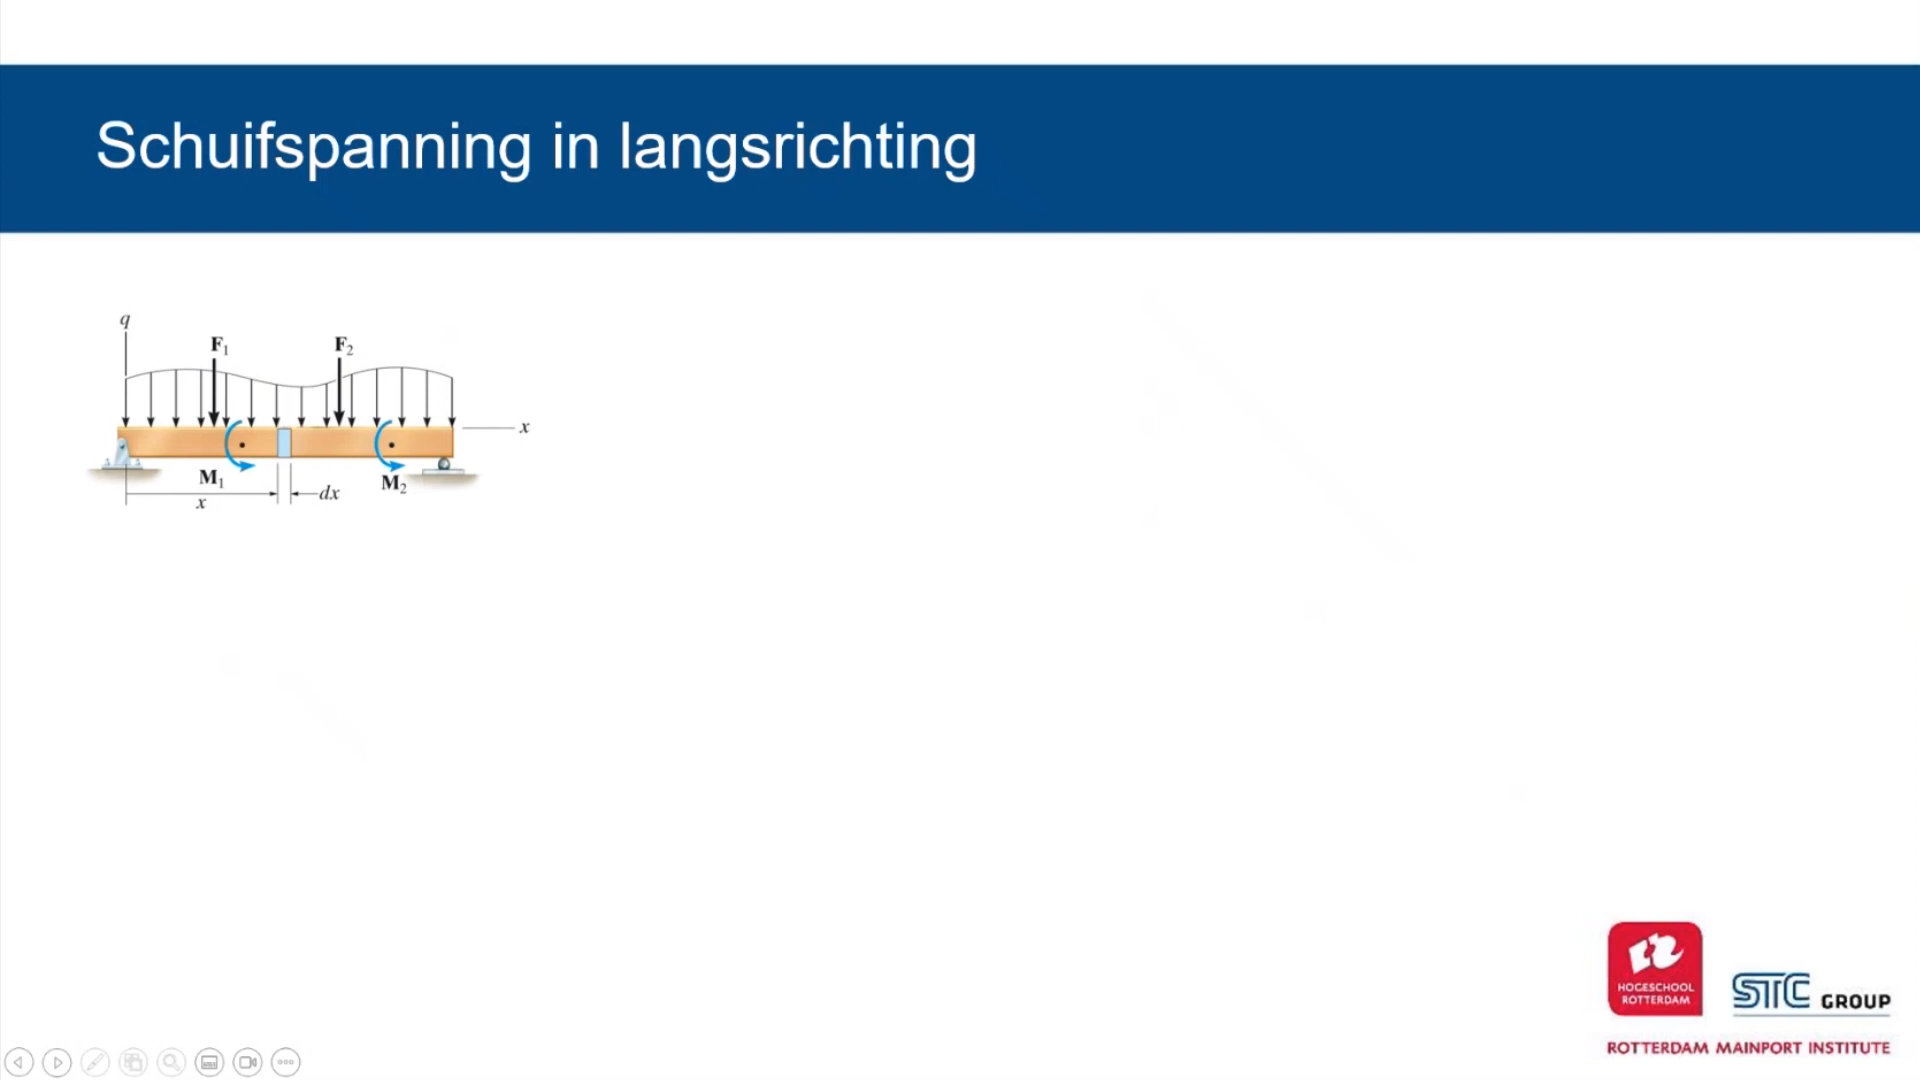 Schuifspanning in langsrichting
q
F1
F2
x
M1
M2
dx
x
HOGESCHOOL
ROTTERDAM
STC GROUP
ROTTERDAM MAINPORT INSTITUTE